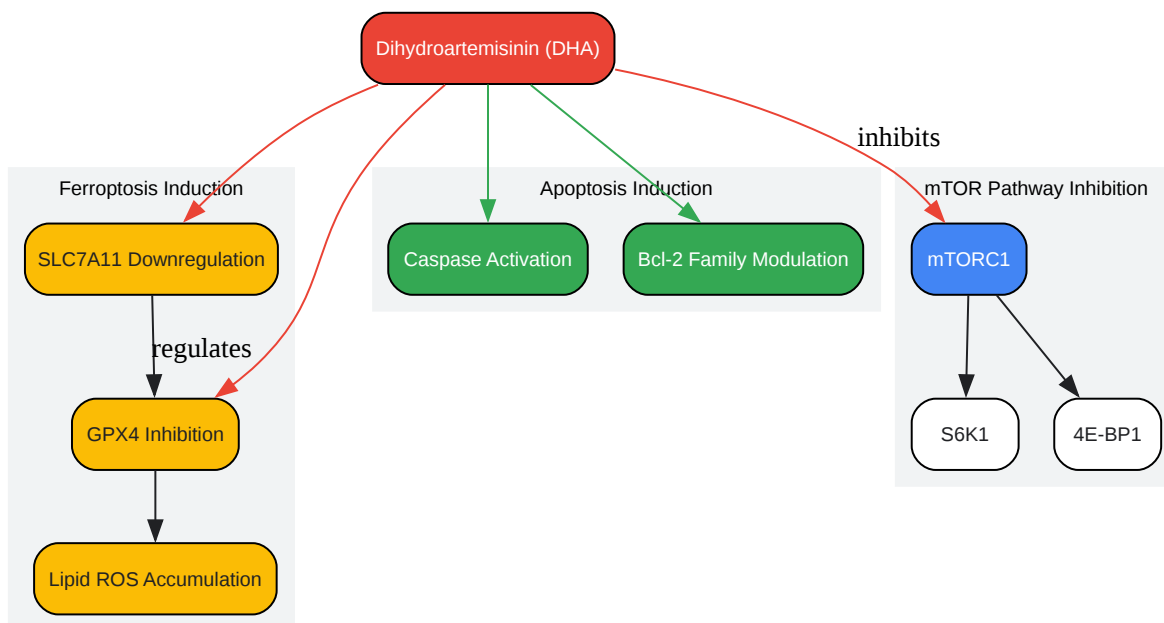 Dihydroartemisinin (DHA)
inhibits
Ferroptosis Induction
Apoptosis Induction
mTOR Pathway Inhibition
SLC7A11 Downregulation
Caspase Activation
Bcl-2 Family Modulation
mTORC1
regulates
GPX4 Inhibition
S6K1
4E-BP1
Lipid ROS Accumulation